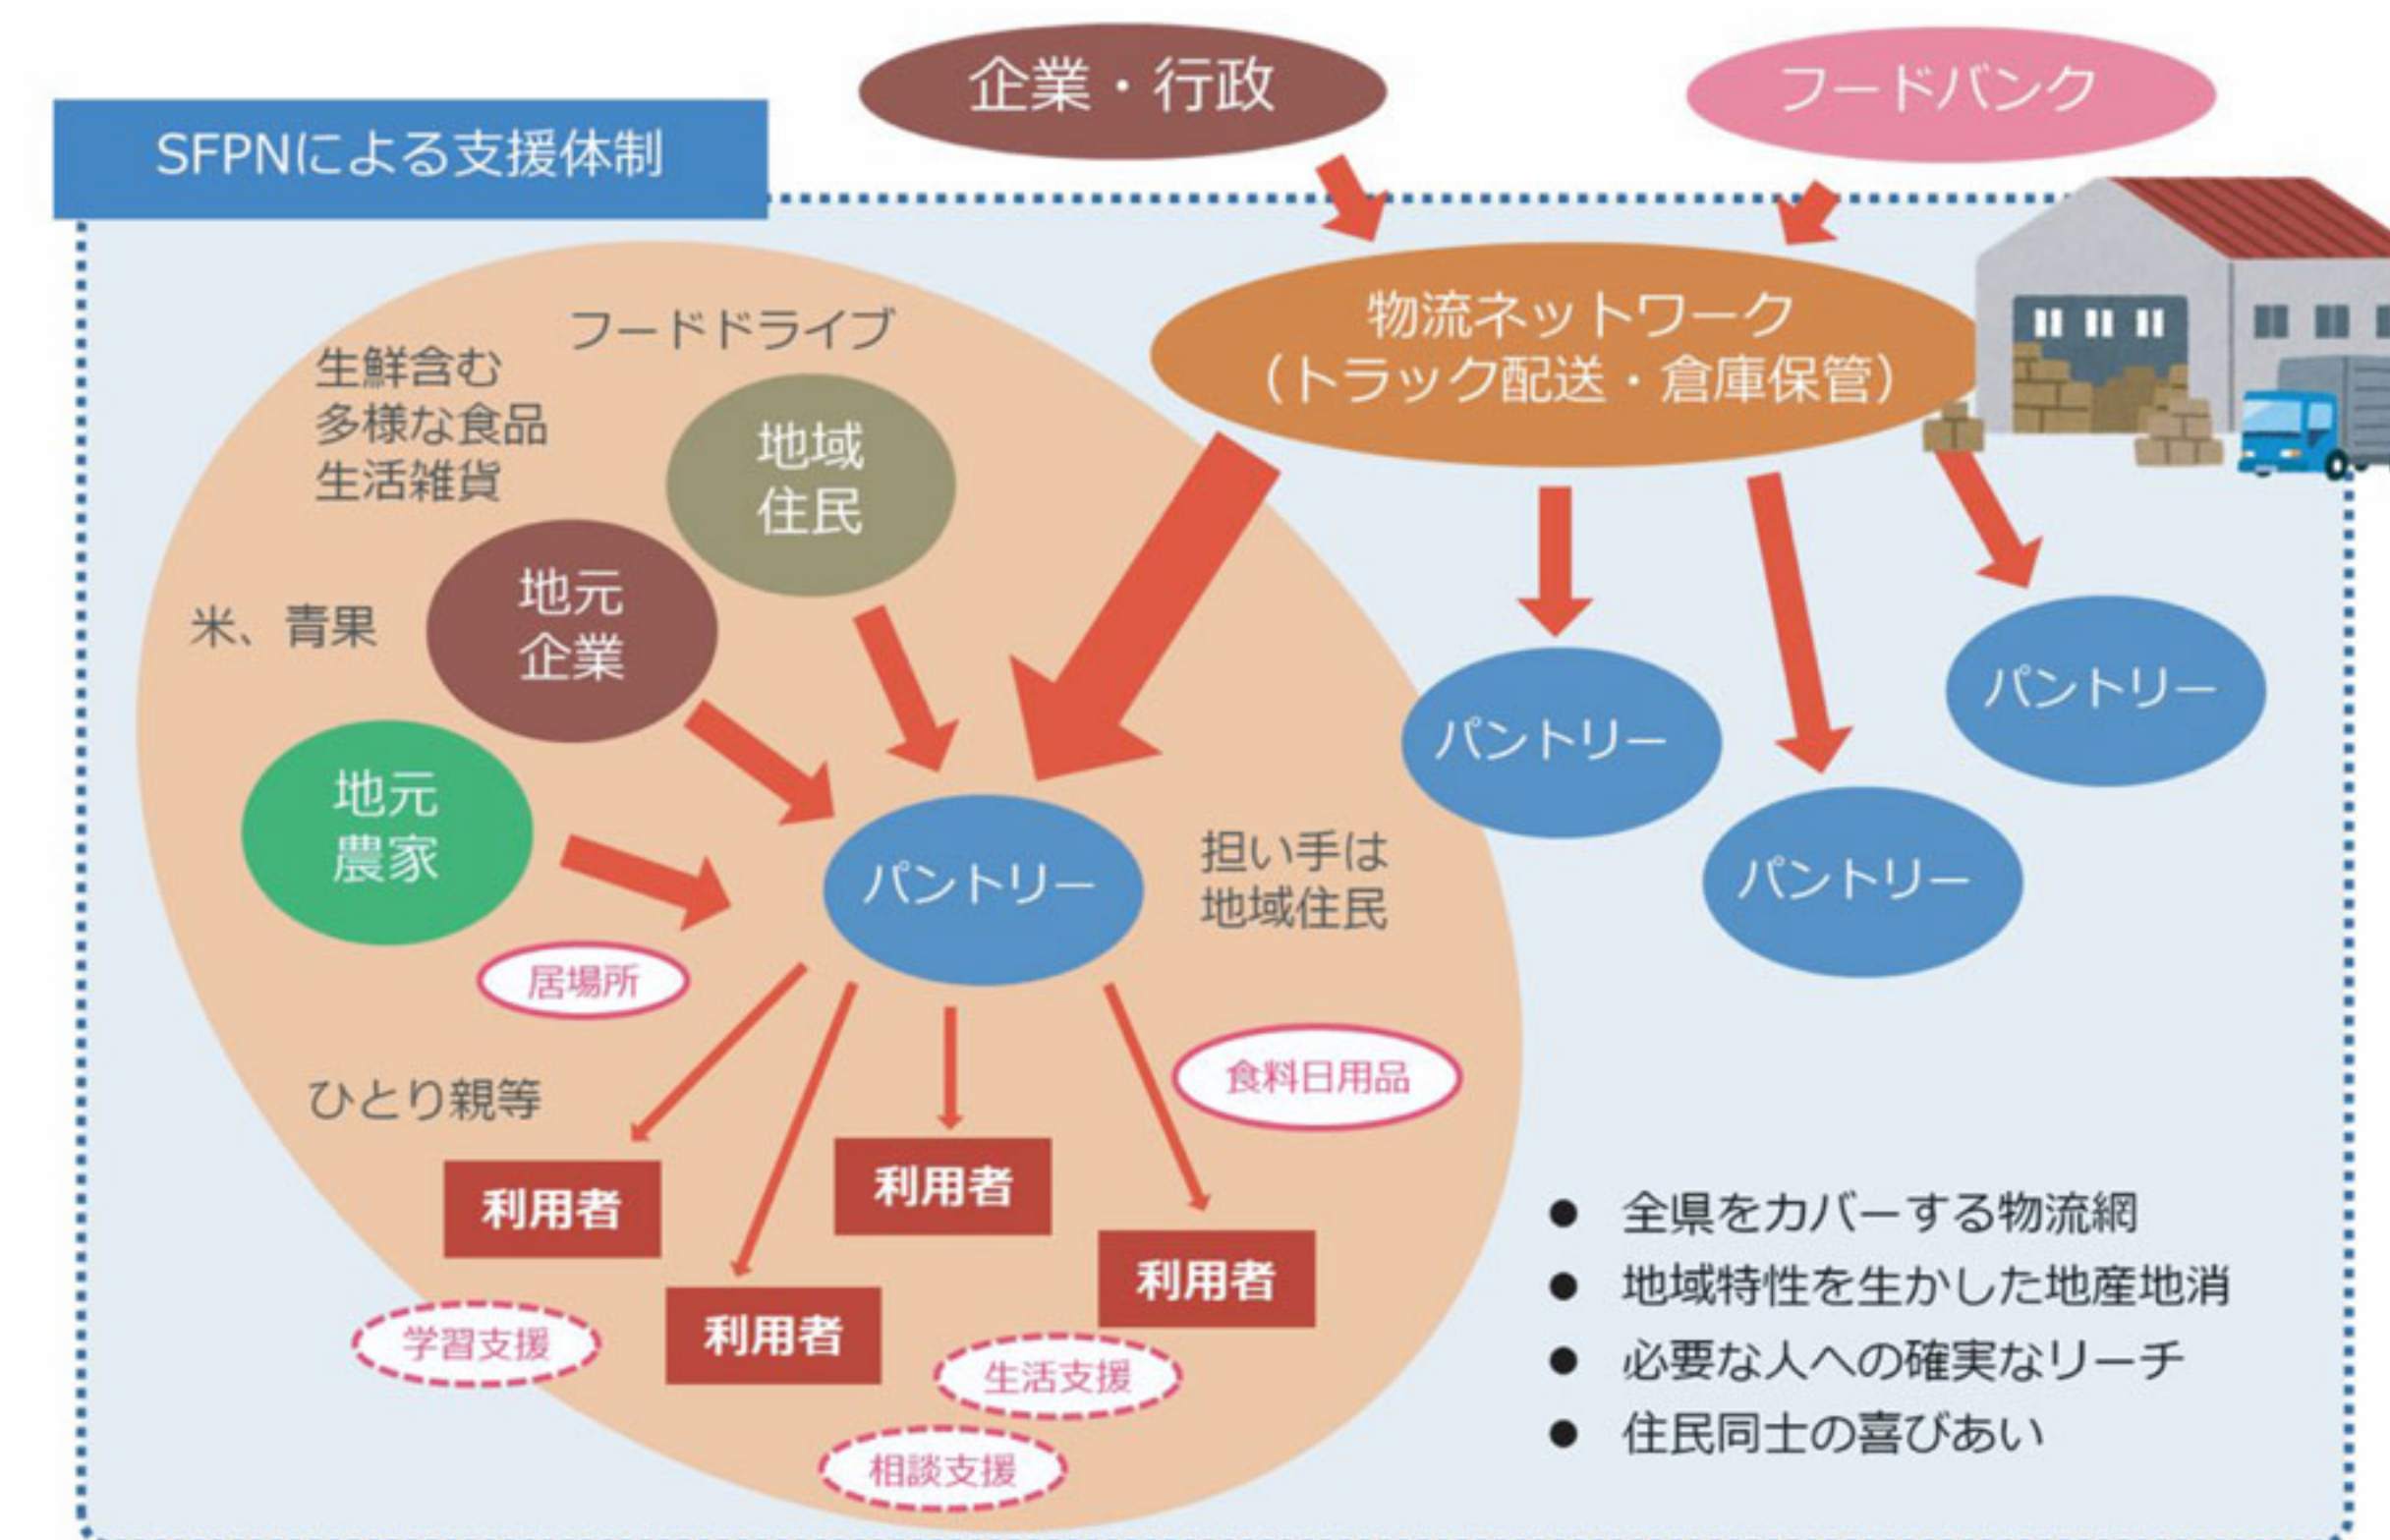 企業・行政
フードバンク
SFPNによる支援体制
物流ネットワーク
（トラック配送・倉庫保管）
フードドライブ
生鮮含む
多様な食品
生活雑貨
地域
住民
地元
企業
米、青果
地元
農家
パントリー
パントリー
パントリー
パントリー
担い手は
地域住民
居場所
食料日用品
ひとり親等
利用者
利用者
利用者
利用者
学習支援
生活支援
相談支援
● 全県をカバーする物流網
● 地域特性を生かした地産地消
● 必要な人への確実なリーチ
● 住民同士の喜びあい